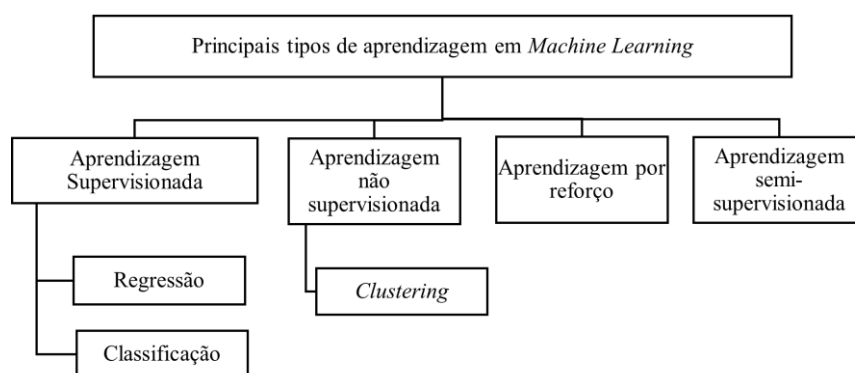 Principais tipos de aprendizagem em Machine Learning
Aprendizagem
Supervisionada
Aprendizagem
não
supervisionada
Aprendizagem por
reforço
Aprendizagem
semi-
supervisionada
Regressão
Clustering
Classificação